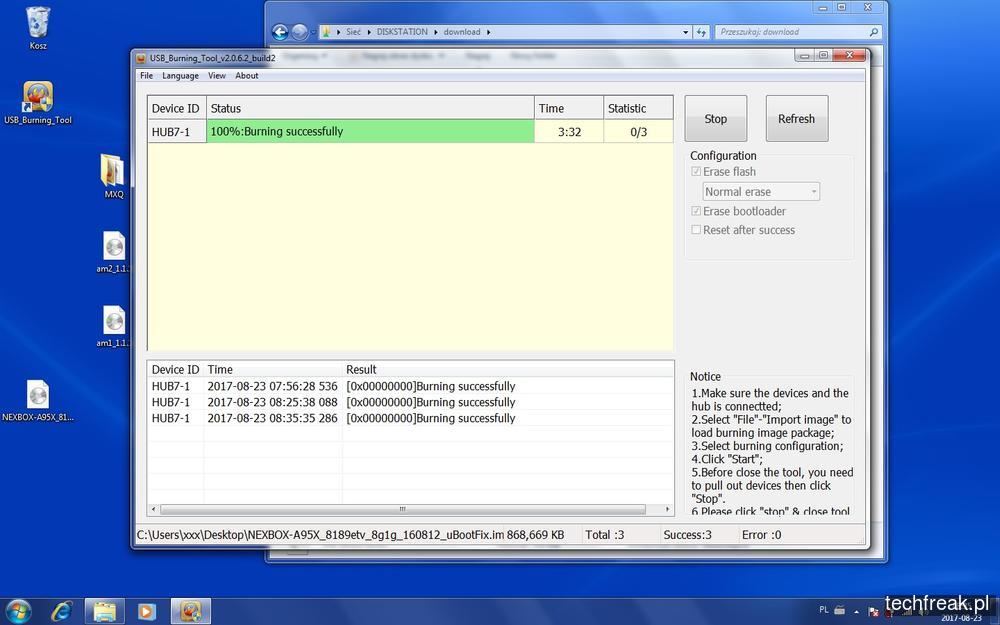 Kosz
USB_Burning_Tool
MXQ
am2_1.1.
am1_1.1.
NEXBOX-A95X_81...
Sieć
DISKSTATION
download
Przeszukaj: download
USB_Burning_Tool_v2.0.6.2_build2
File Language View About
Device ID Status Time Statistic
HUB7-1 100%:Burning successfully 3:32 0/3
Stop
Refresh
Configuration
Erase flash
Normal erase
Erase bootloader
Reset after success
Device ID Time Result
HUB7-1 2017-08-23 07:56:28 536 [0x00000000]Burning successfully
HUB7-1 2017-08-23 08:25:38 088 [0x00000000]Burning successfully
HUB7-1 2017-08-23 08:35:35 286 [0x00000000]Burning successfully
Notice
1.Make sure the devices and the
hub is connectted;
2.Select "File"-"Import image" to
load burning image package;
3.Select burning configuration;
4.Click "Start";
5.Before close the tool, you need
to pull out devices then click
"Stop".
6.Please click "stop" & close tool
C:\Users\xxx\Desktop\NEXBOX-A95X_8189etv_8g1g_160812_uBootFix.im 868,669 KB Total :3 Success:3 Error :0
PL
techfreak.pl
2017-08-23